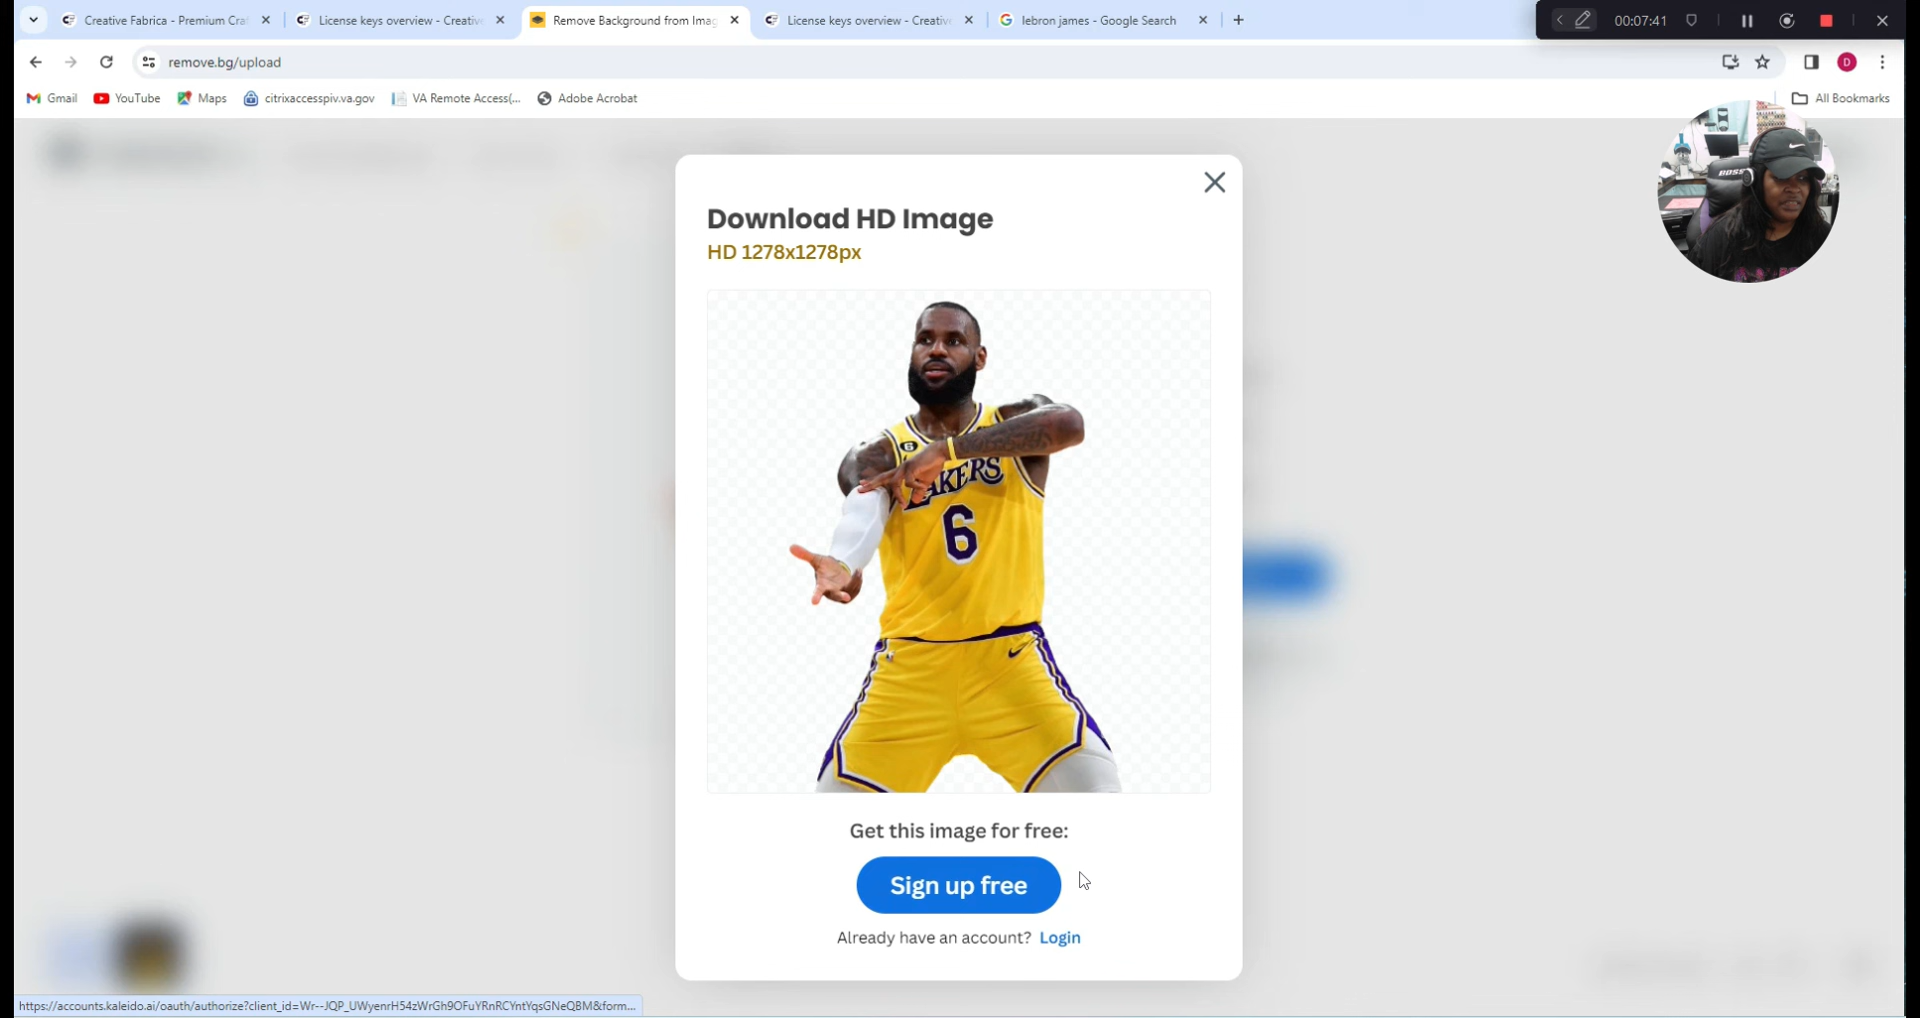 Creative Fabrica - Premium Cra
License keys overview - Creativ
Remove Background from Imag
License keys overview - Creativ
lebron james - Google Search
00:07:41
remove.bg/upload
D
Gmail
YouTube
Maps
citrixaccesspiv.va.gov
VA Remote Access(...
Adobe Acrobat
All Bookmarks
BOSS
Download HD Image
HD 1278x1278px
6
AKERS
6
Get this image for free:
Sign up free
Already have an account? Login
https://accounts.kaleido.ai/oauth/authorize?client_id=Wr--JQP_UWyenrH54zWrGh9OFuYRnRCYntYqsGNeQBM&form...